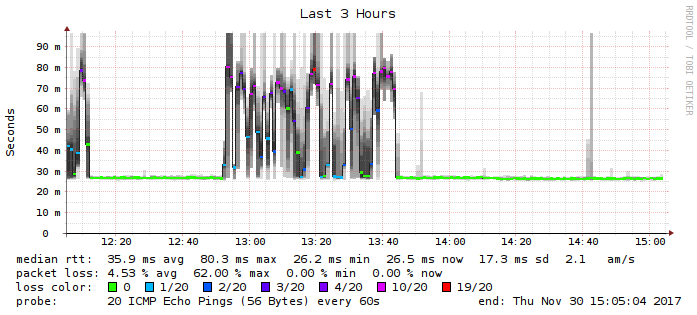 Last 3 Hours
RRDTOOL / TOBI OETIKER
Seconds
90 m
80 m
70 m
60 m
50 m
40 m
30 m
20 m
10 m
0
12:20 12:40 13:00 13:20 13:40 14:00 14:20 14:40 15:00
median rtt: 35.9 ms avg 80.3 ms max 26.2 ms min 26.5 ms now 17.3 ms sd 2.1 am/s
packet loss: 4.53 % avg 62.00 % max 0.00 % min 0.00 % now
loss color: 0 1/20 2/20 3/20 4/20 10/20 19/20
probe: 20 ICMP Echo Pings (56 Bytes) every 60s end: Thu Nov 30 15:05:04 2017